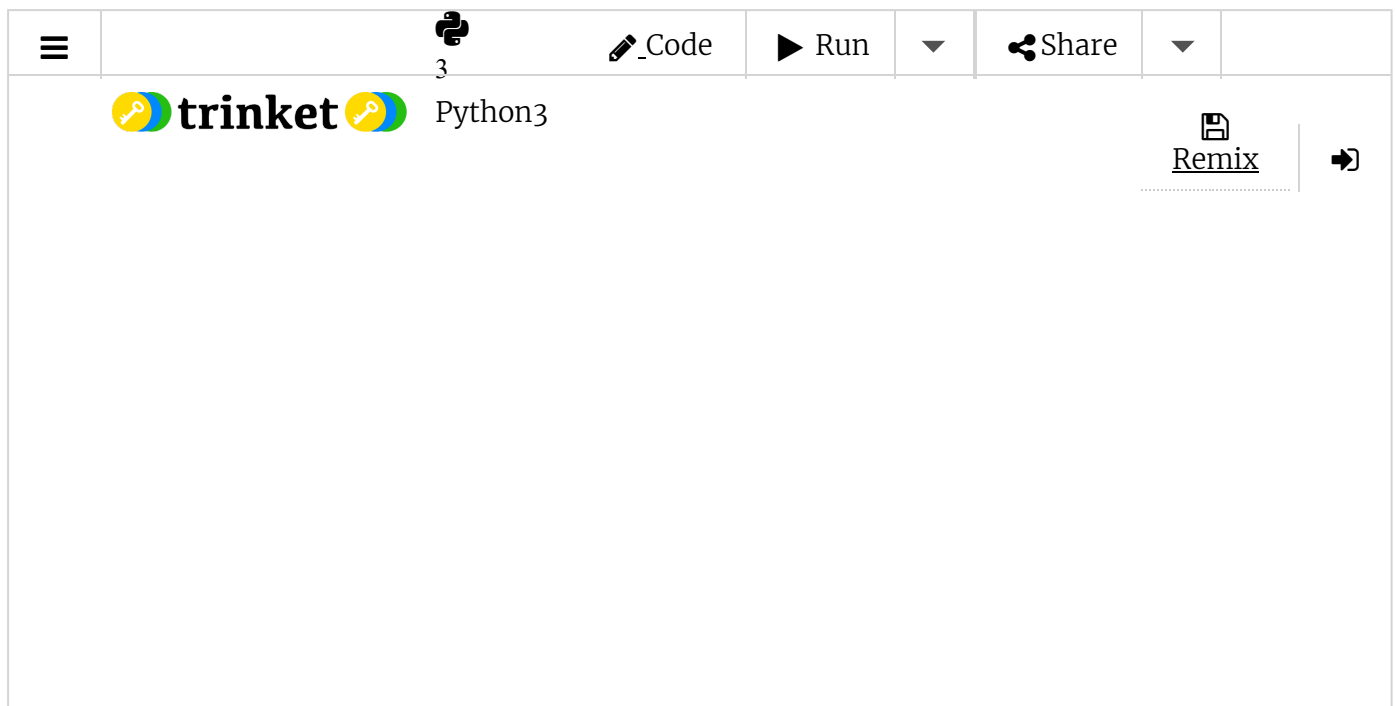 3
Code
Run
Share
trinket
Python3
Remix